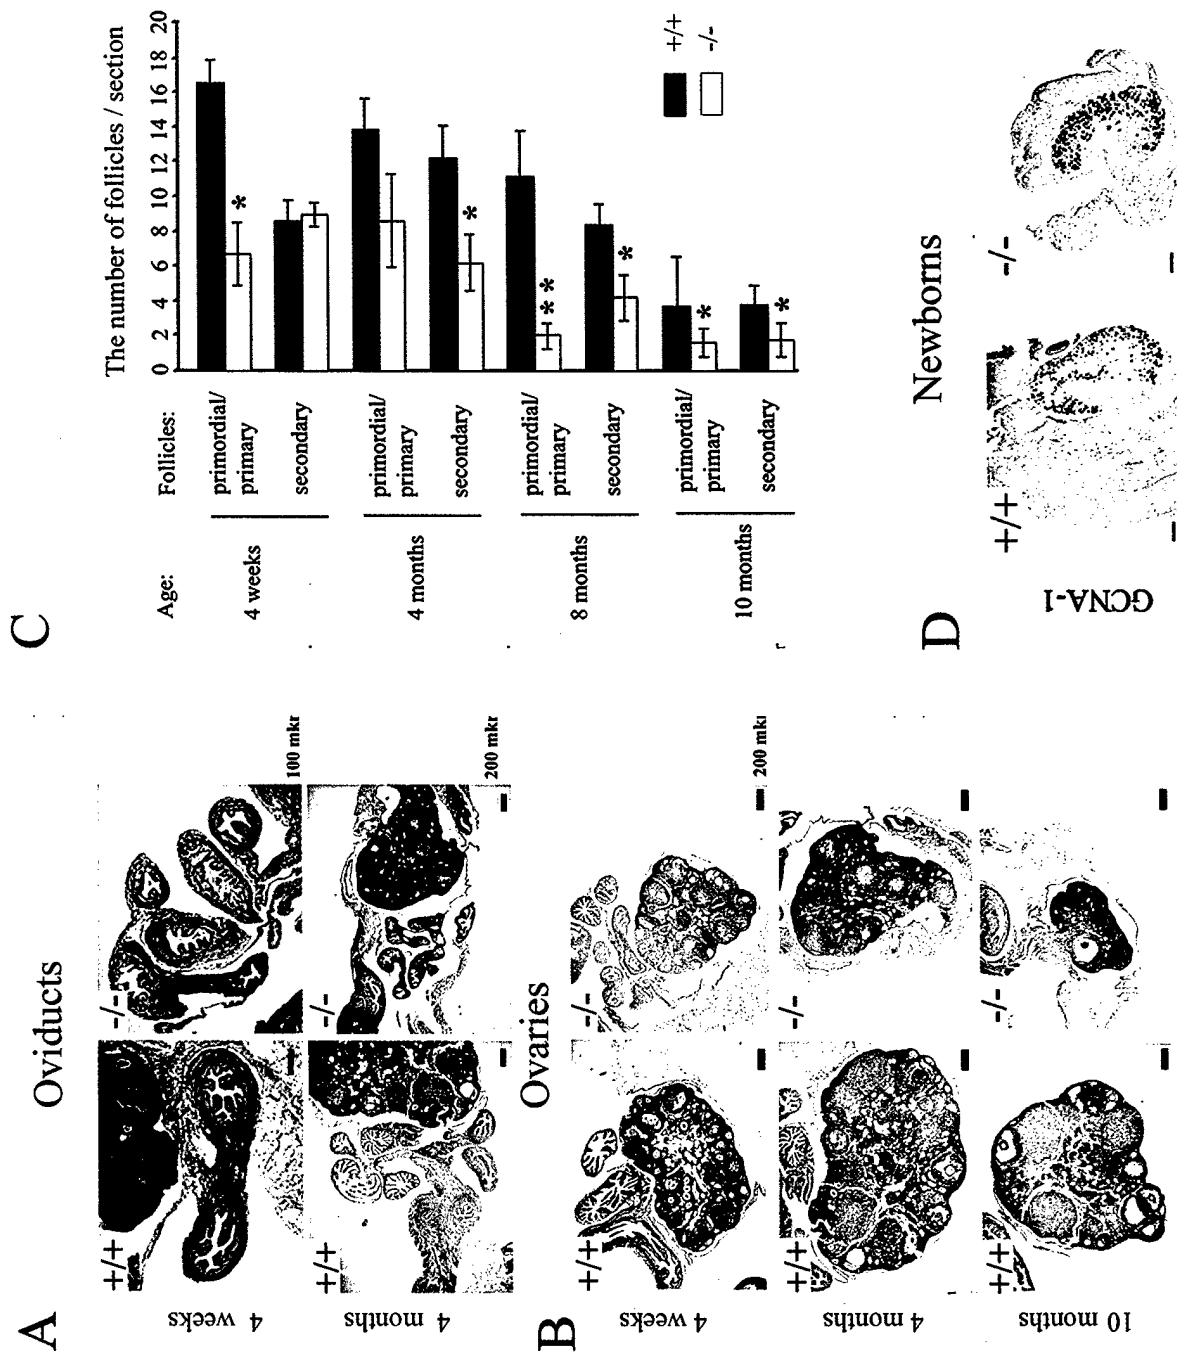 A
Oviducts
+/+
-/-
4 weeks
100 mkr
+/+
-/-
4 months
200 mkr
B
Ovaries
+/+
-/-
4 weeks
200 mkr
+/+
-/-
4 months
+/+
-/-
10 months
C
The number of follicles / section
Age:
Follicles:
0 2 4 6 8 10 12 14 16 18 20
4 weeks
primordial/
primary
*
secondary
4 months
primordial/
primary
secondary
*
8 months
primordial/
primary
**
secondary
*
10 months
primordial/
primary
*
secondary
*
+/+
-/-
D
Newborns
+/+
-/-
GCNA-1